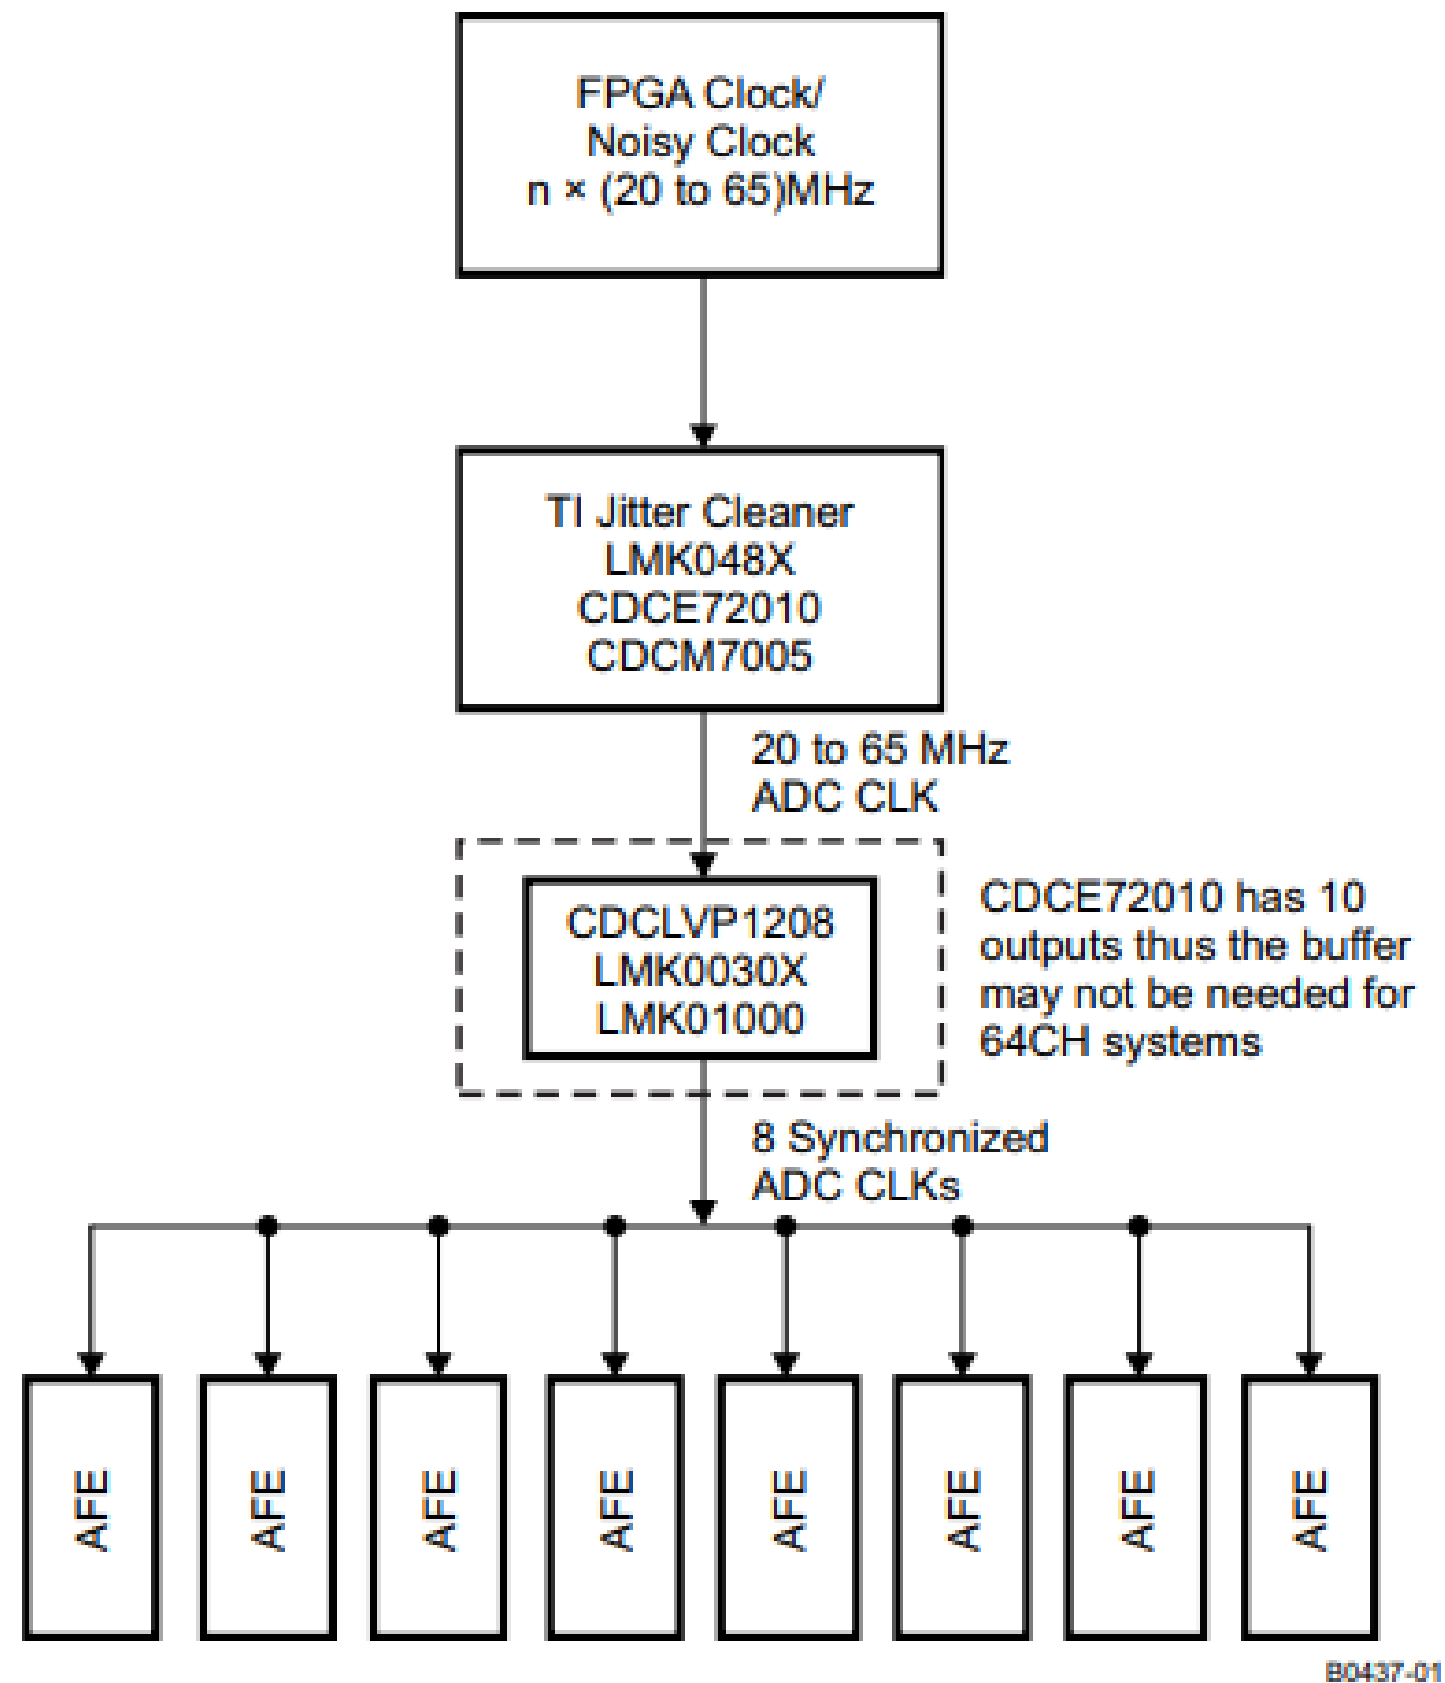 FPGA Clock/
Noisy Clock
n × (20 to 65)MHz
TI Jitter Cleaner
LMK048X
CDCE72010
CDCM7005
20 to 65 MHz
ADC CLK
CDCLVP1208
LMK0030X
LMK01000
CDCE72010 has 10
outputs thus the buffer
may not be needed for
64CH systems
8 Synchronized
ADC CLKs
AFE
AFE
AFE
AFE
AFE
AFE
AFE
AFE
B0437-01